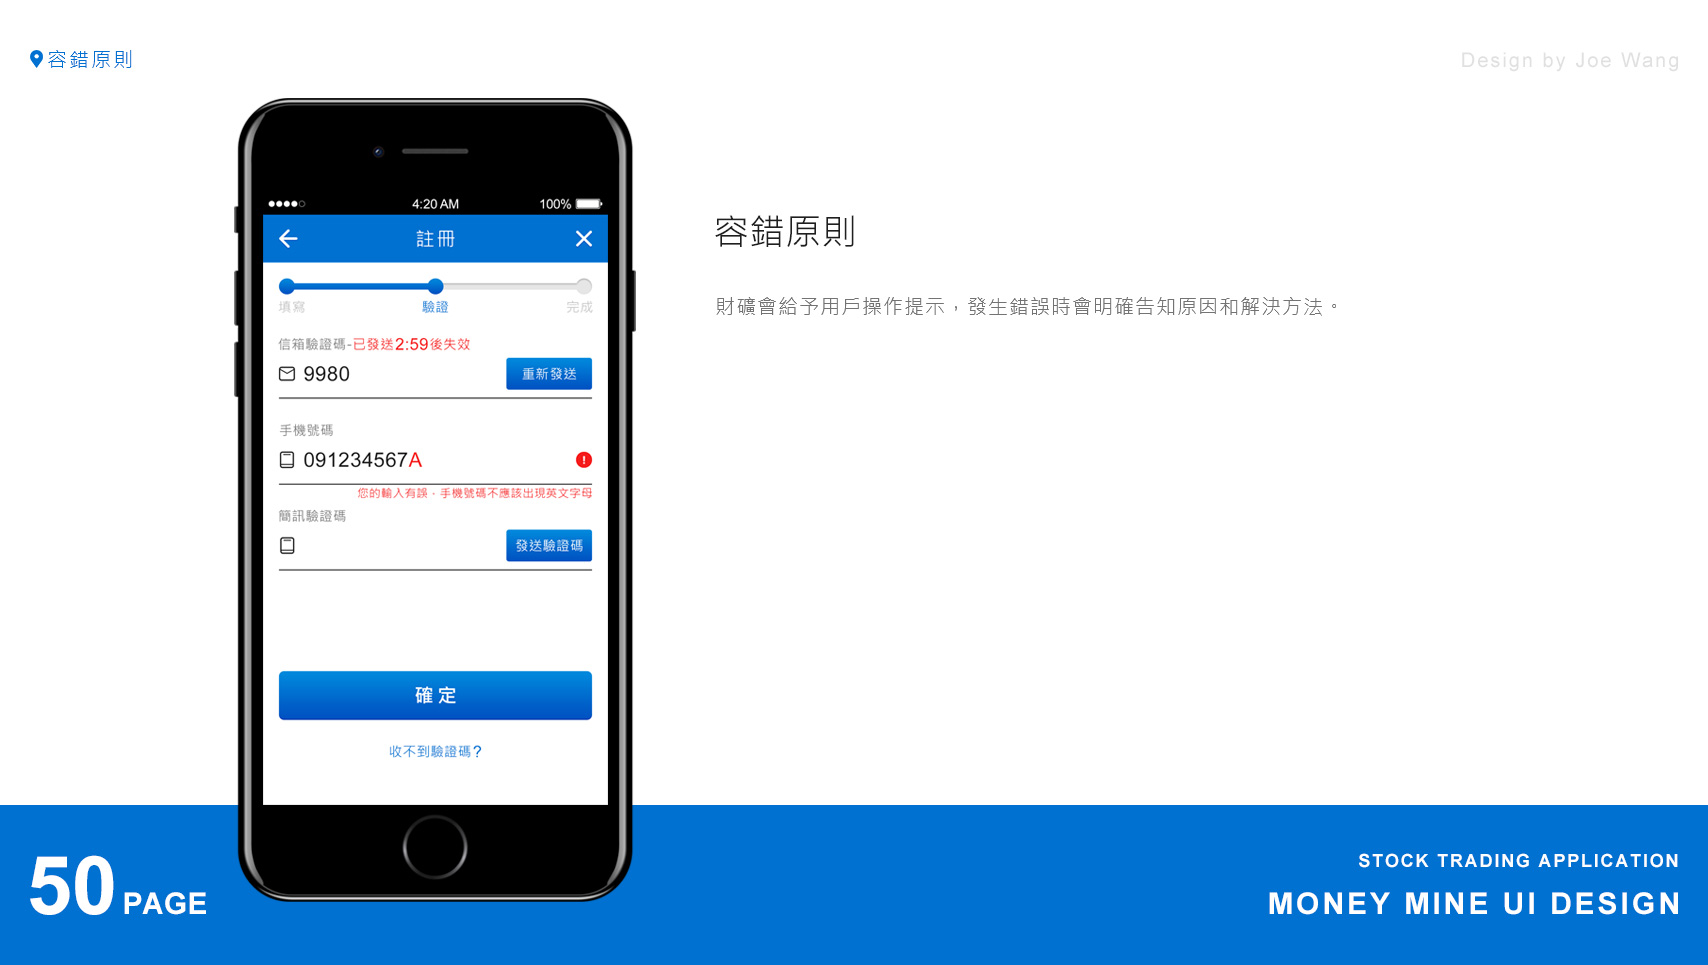 容錯原則
Design by Joe Wang
4:20 AM
100%
註冊
填寫
驗證
完成
信箱驗證碼-已發送2:59後失效
9980
重新發送
手機號碼
091234567A
您的輸入有誤，手機號碼不應該出現英文字母
簡訊驗證碼
發送驗證碼
確定
收不到驗證碼?
容錯原則
財礦會給予用戶操作提示，發生錯誤時會明確告知原因和解決方法。
50 PAGE
STOCK TRADING APPLICATION
MONEY MINE UI DESIGN